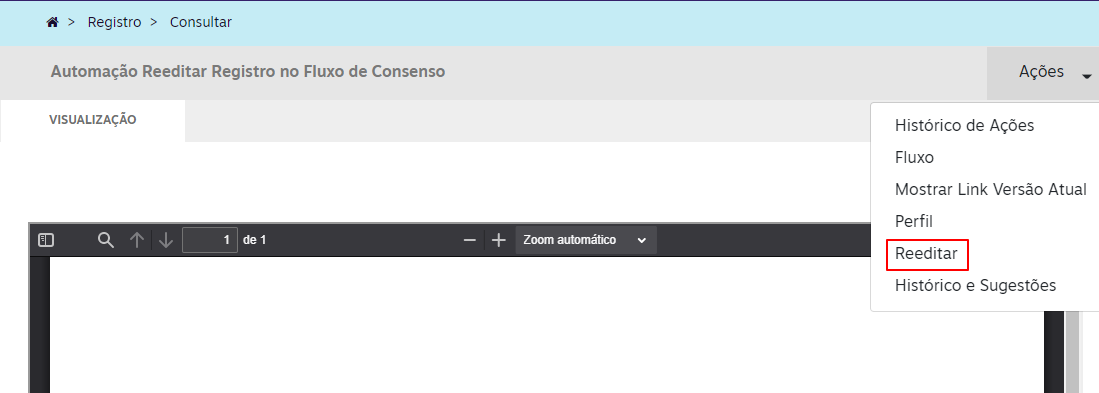 > Registro > Consultar
Automação Reeditar Registro no Fluxo de Consenso
Ações
VISUALIZAÇÃO
Histórico de Ações
Fluxo
Mostrar Link Versão Atual
Perfil
Reeditar
Histórico e Sugestões
1 de 1
Zoom automático